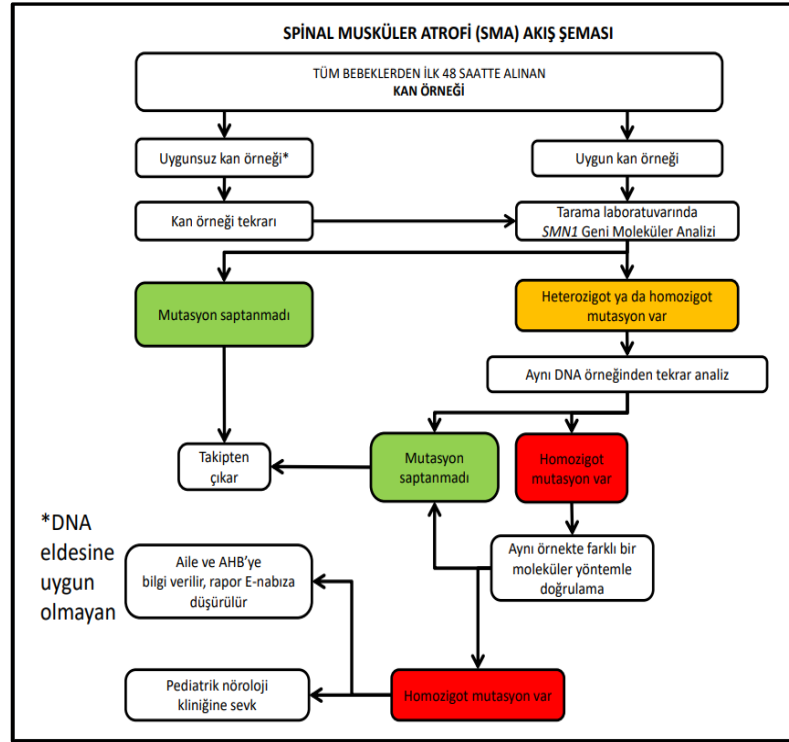 SPİNAL MUSKÜLER ATROFİ (SMA) AKIŞ ŞEMASI
TÜM BEBEKLERDEN İLK 48 SAATTE ALINAN
KAN ÖRNEĞİ
Uygunsuz kan örneği*
Uygun kan örneği
Kan örneği tekrarı
Tarama laboratuvarında
SMN1 Geni Moleküler Analizi
Mutasyon saptanmadı
Heterozigot ya da homozigot
mutasyon var
Aynı DNA örneğinden tekrar analiz
Takipten
çıkar
Mutasyon
saptanmadı
Homozigot
mutasyon var
*DNA
eldesine
uygun
olmayan
Aile ve AHB’ye
bilgi verilir, rapor E-nabıza
düşürülür
Aynı örnekte farklı bir
moleküler yöntemle
doğrulama
Pediatrik nöroloji
kliniğine sevk
Homozigot mutasyon var